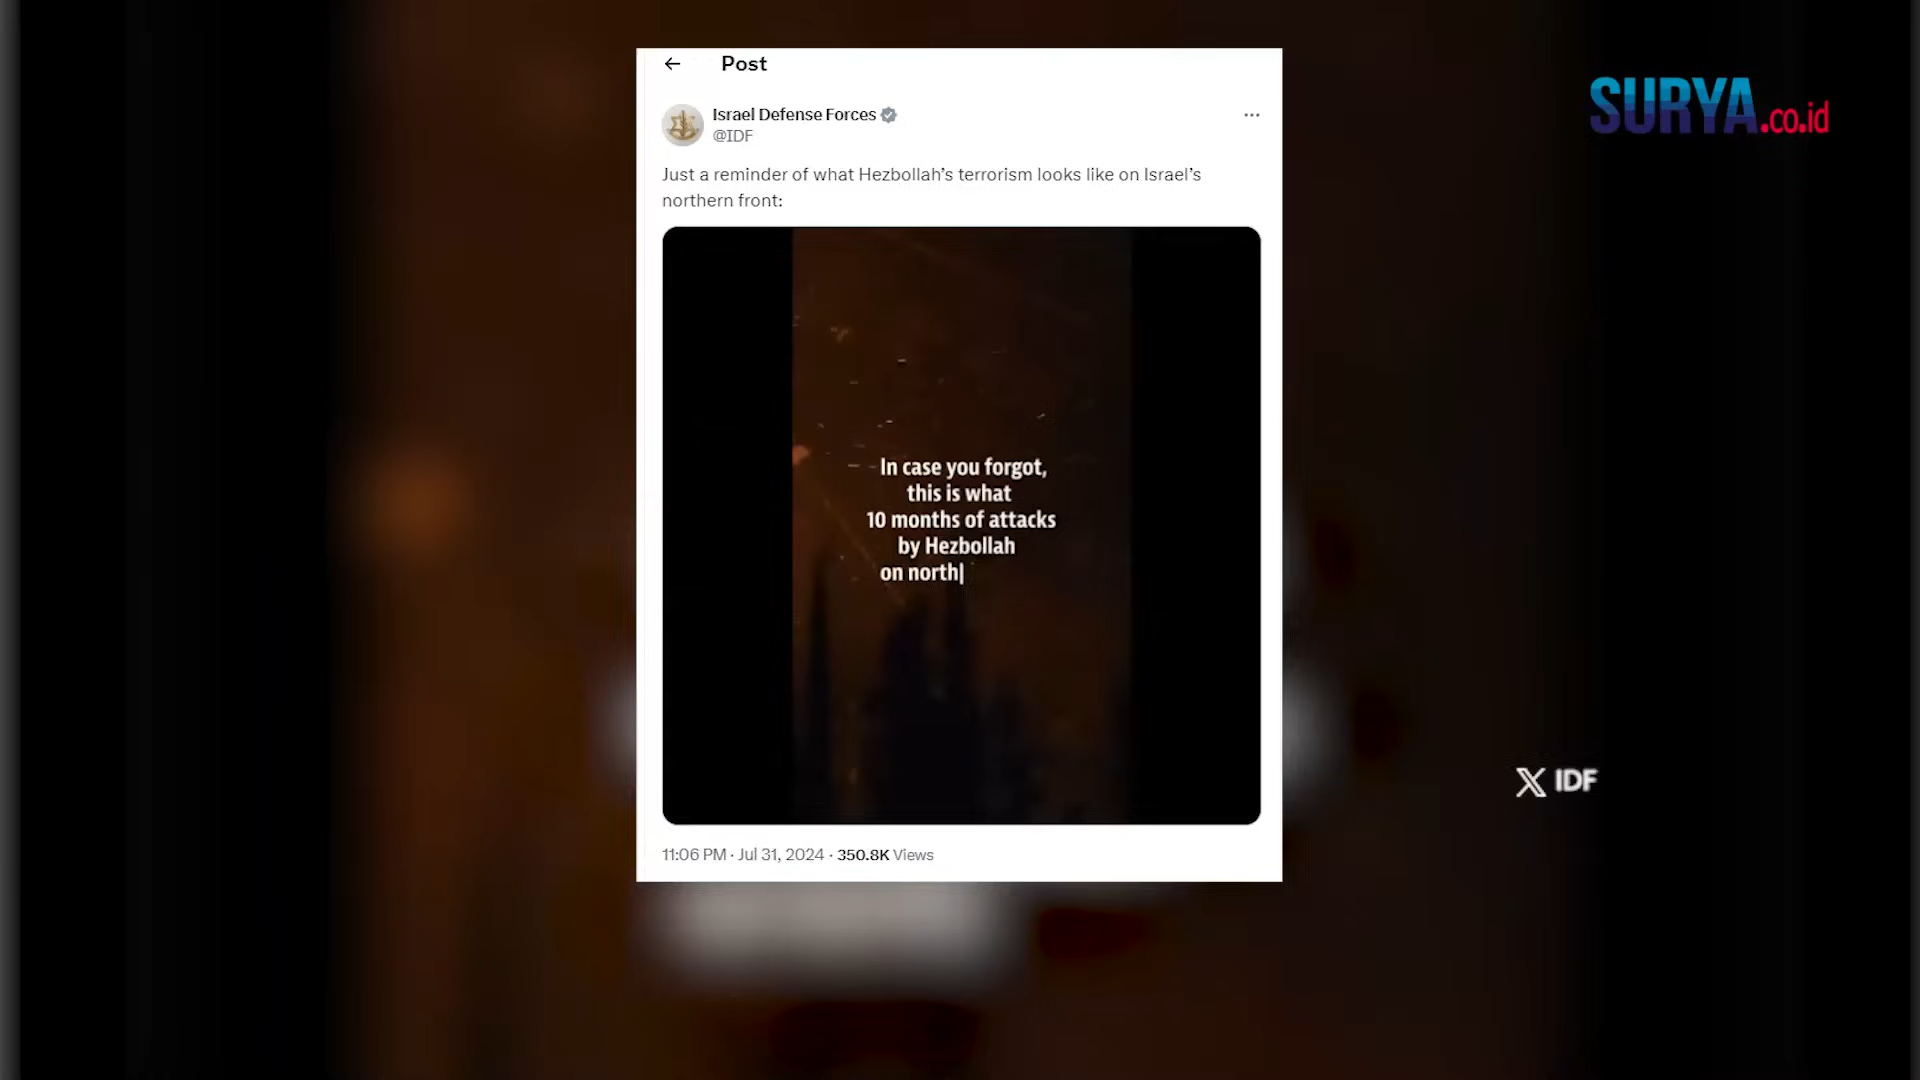 Post
SURYA.co.id
Israel Defense Forces
@IDF
Just a reminder of what Hezbollah’s terrorism looks like on Israel’s
northern front:
In case you forgot,
this is what
10 months of attacks
by Hezbollah
on north|
X IDF
11:06 PM · Jul 31, 2024 · 350.8K Views